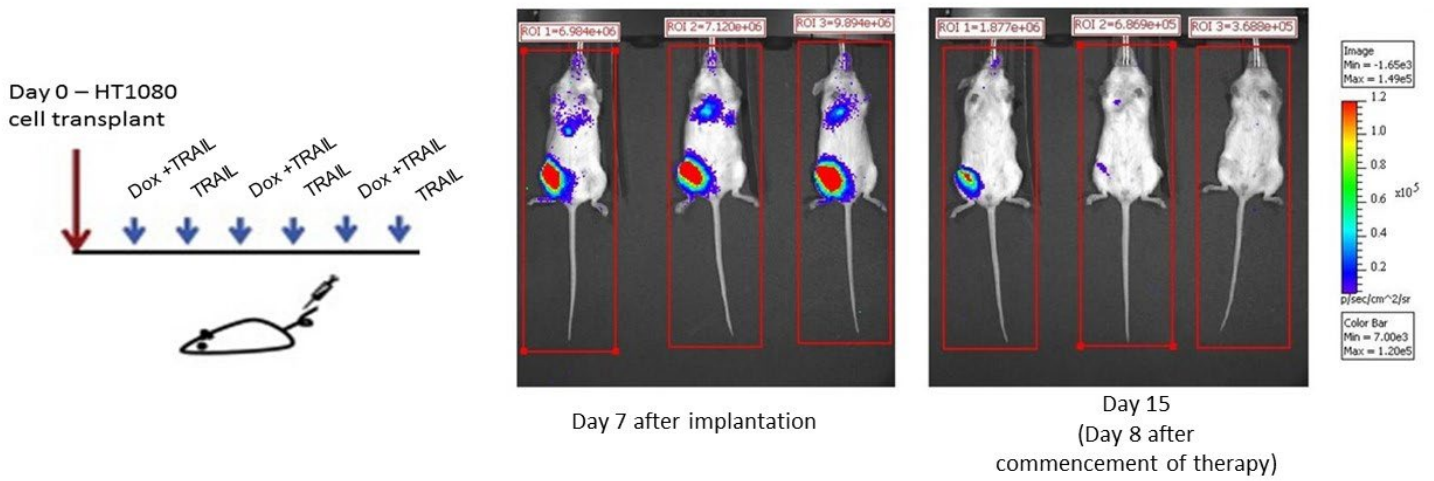 Day 0 – HT1080
cell transplant
Dox +TRAIL
TRAIL
Dox +TRAIL
TRAIL
Dox +TRAIL
TRAIL
ROI 1=6.984e+06
ROI 2=7.120e+06
ROI 3=9.894e+06
Day 7 after implantation
ROI 1=1.877e+06
ROI 2=6.869e+05
ROI 3=3.688e+05
Day 15
(Day 8 after
commencement of therapy)
Image
Min = -1.65e3
Max = 1.49e5
1.2
1.0
0.8
0.6
x10⁵
0.4
0.2
p/sec/cm^2/sr
Color Bar
Min = 7.00e3
Max = 1.20e5